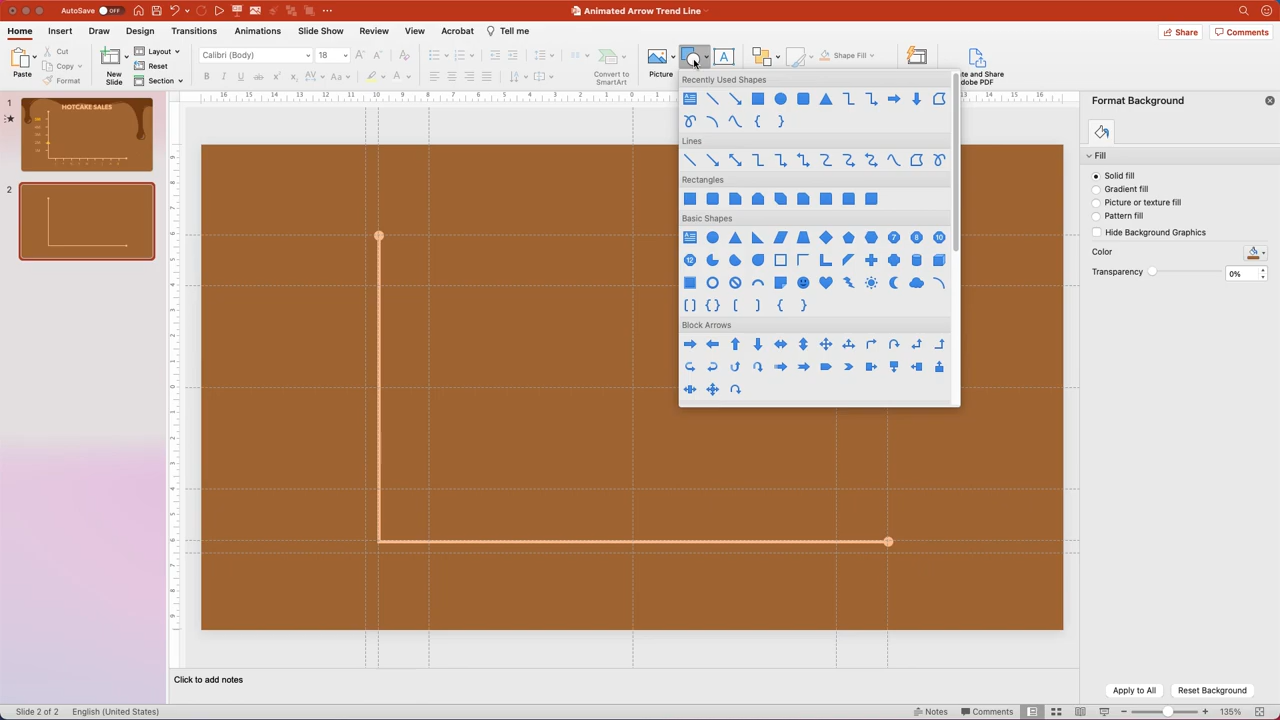 AutoSave OFF
Animated Arrow Trend Line
Home Insert Draw Design Transitions Animations Slide Show Review View Acrobat Tell me
Share Comments
Paste
Cut
Copy
Format
New Slide
Layout
Reset
Section
Calibri (Body) 18
Convert to SmartArt
Picture
Shape Fill
ate and Share
dobe PDF
Recently Used Shapes
Lines
Rectangles
Basic Shapes
Block Arrows
Format Background
Fill
Solid fill
Gradient fill
Picture or texture fill
Pattern fill
Hide Background Graphics
Color
Transparency 0%
Apply to All Reset Background
1
HOTCAKE SALES
2
Click to add notes
Slide 2 of 2 English (United States)
Notes Comments 135%